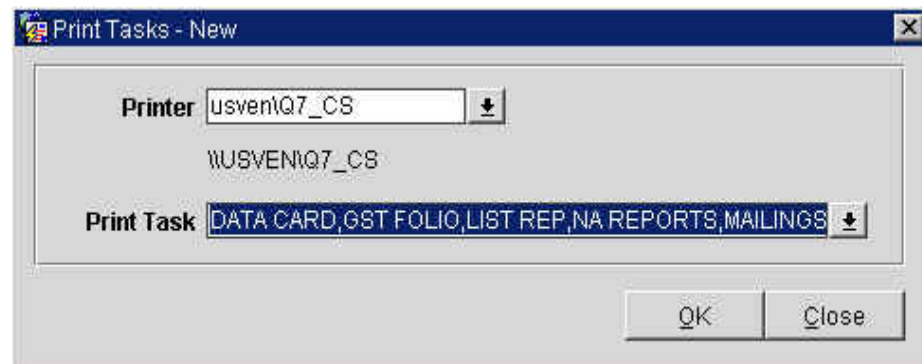 Print Tasks - New
Printer usven\Q7_CS
\\USVEN\Q7_CS
Print Task DATA CARD,GST FOLIO,LIST REP,NA REPORTS,MAILINGS
OK Close